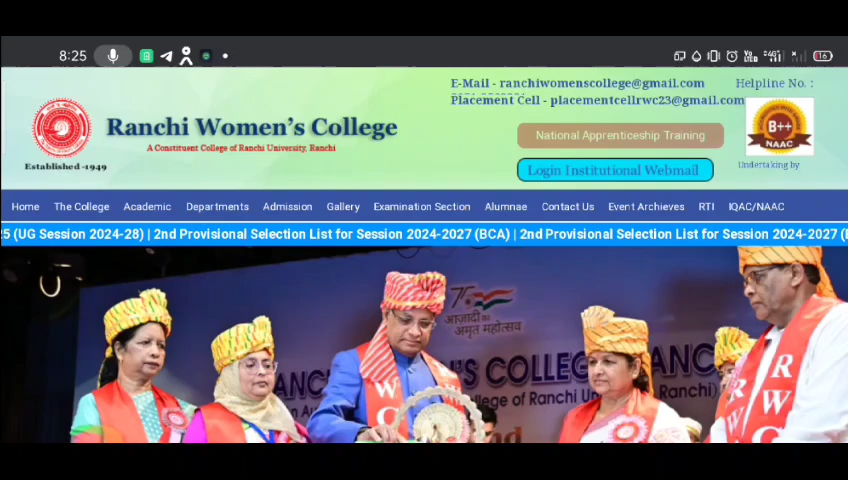 8:25
E-Mail - ranchiwomenscollege@gmail.com
Helpline No. :
Placement Cell - placementcellrwc23@gmail.com
Ranchi Women's College
A Constituent College of Ranchi University, Ranchi
Established -1949
National Apprenticeship Training
Login Institutional Webmail
B++
NAAC
Undertaking by
Home The College Academic Departments Admission Gallery Examination Section Alumnae Contact Us Event Archieves RTI IQAC/NAAC
(UG Session 2024-28) | 2nd Provisional Selection List for Session 2024-2027 (BCA) | 2nd Provisional Selection List for Session 2024-2027
आज़ादी का
अमृत महोत्सव
COLLEGE
College of Ranchi
Ranchi)
W
R
W
R
W